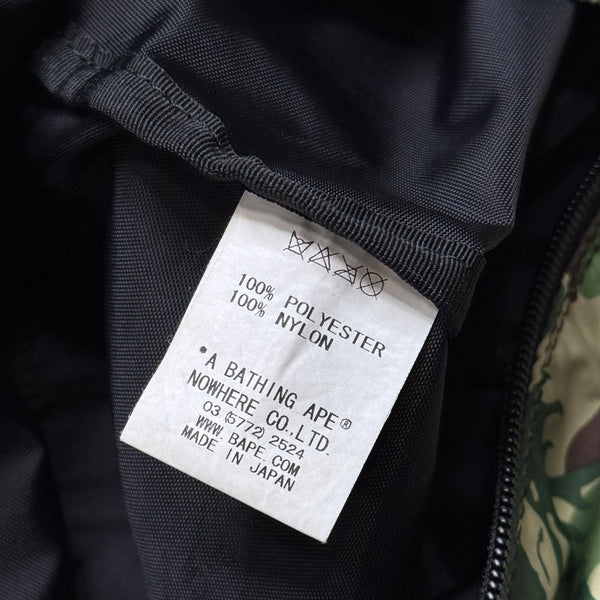 100% POLYESTER
100% NYLON
*A BATHING APE®
NOWHERE CO.,LTD.
03 (5772) 2524
WWW. BAPE. COM
MADE IN JAPAN